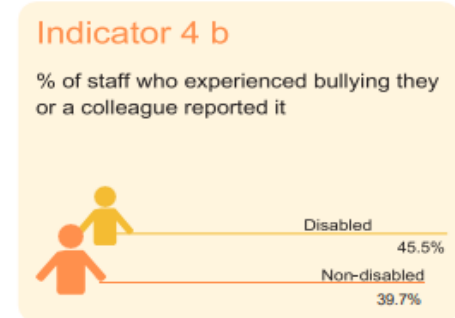 Indicator 4 b
% of staff who experienced bullying they
or a colleague reported it
Disabled
45.5%
Non-disabled
39.7%